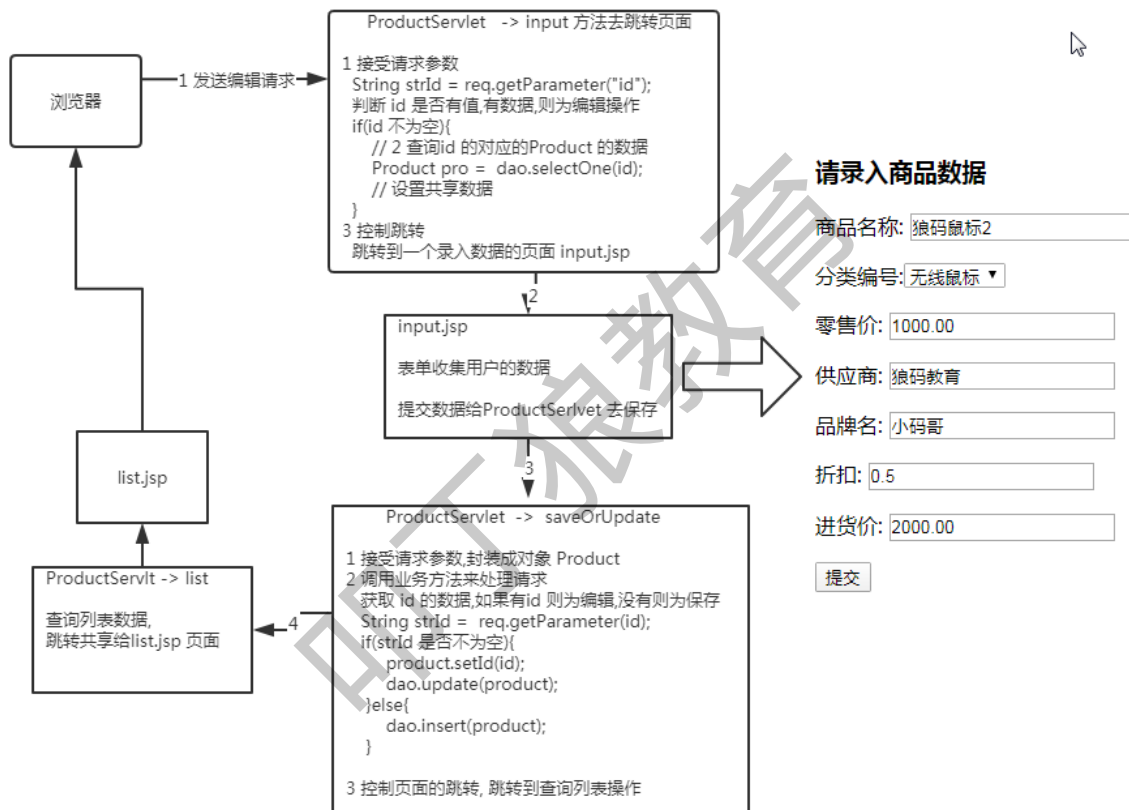 ProductServlet -> input 方法去跳转页面
1 接受请求参数
String strId = req.getParameter("id");
判断 id 是否有值,有数据,则为编辑操作
if(id 不为空){
// 2 查询id 的对应的Product 的数据
Product pro = dao.selectOne(id);
// 设置共享数据
}
3 控制跳转
跳转到一个录入数据的页面 input.jsp
浏览器
1 发送编辑请求
2
input.jsp
表单收集用户的数据
提交数据给ProductSerlvet 去保存
3
ProductServlet -> saveOrUpdate
1 接受请求参数,封装成对象 Product
2 调用业务方法来处理请求
获取 id 的数据,如果有id 则为编辑,没有则为保存
String strId = req.getParameter(id);
if(strId 是否不为空){
product.setId(id);
dao.update(product);
}else{
dao.insert(product);
}
3 控制页面的跳转, 跳转到查询列表操作
4
ProductServlt -> list
查询列表数据,
跳转共享给list.jsp 页面
list.jsp
请录入商品数据
商品名称: 狼码鼠标2
分类编号: 无线鼠标
零售价: 1000.00
供应商: 狼码教育
品牌名: 小码哥
折扣: 0.5
进货价: 2000.00
提交
叩丁狼教育